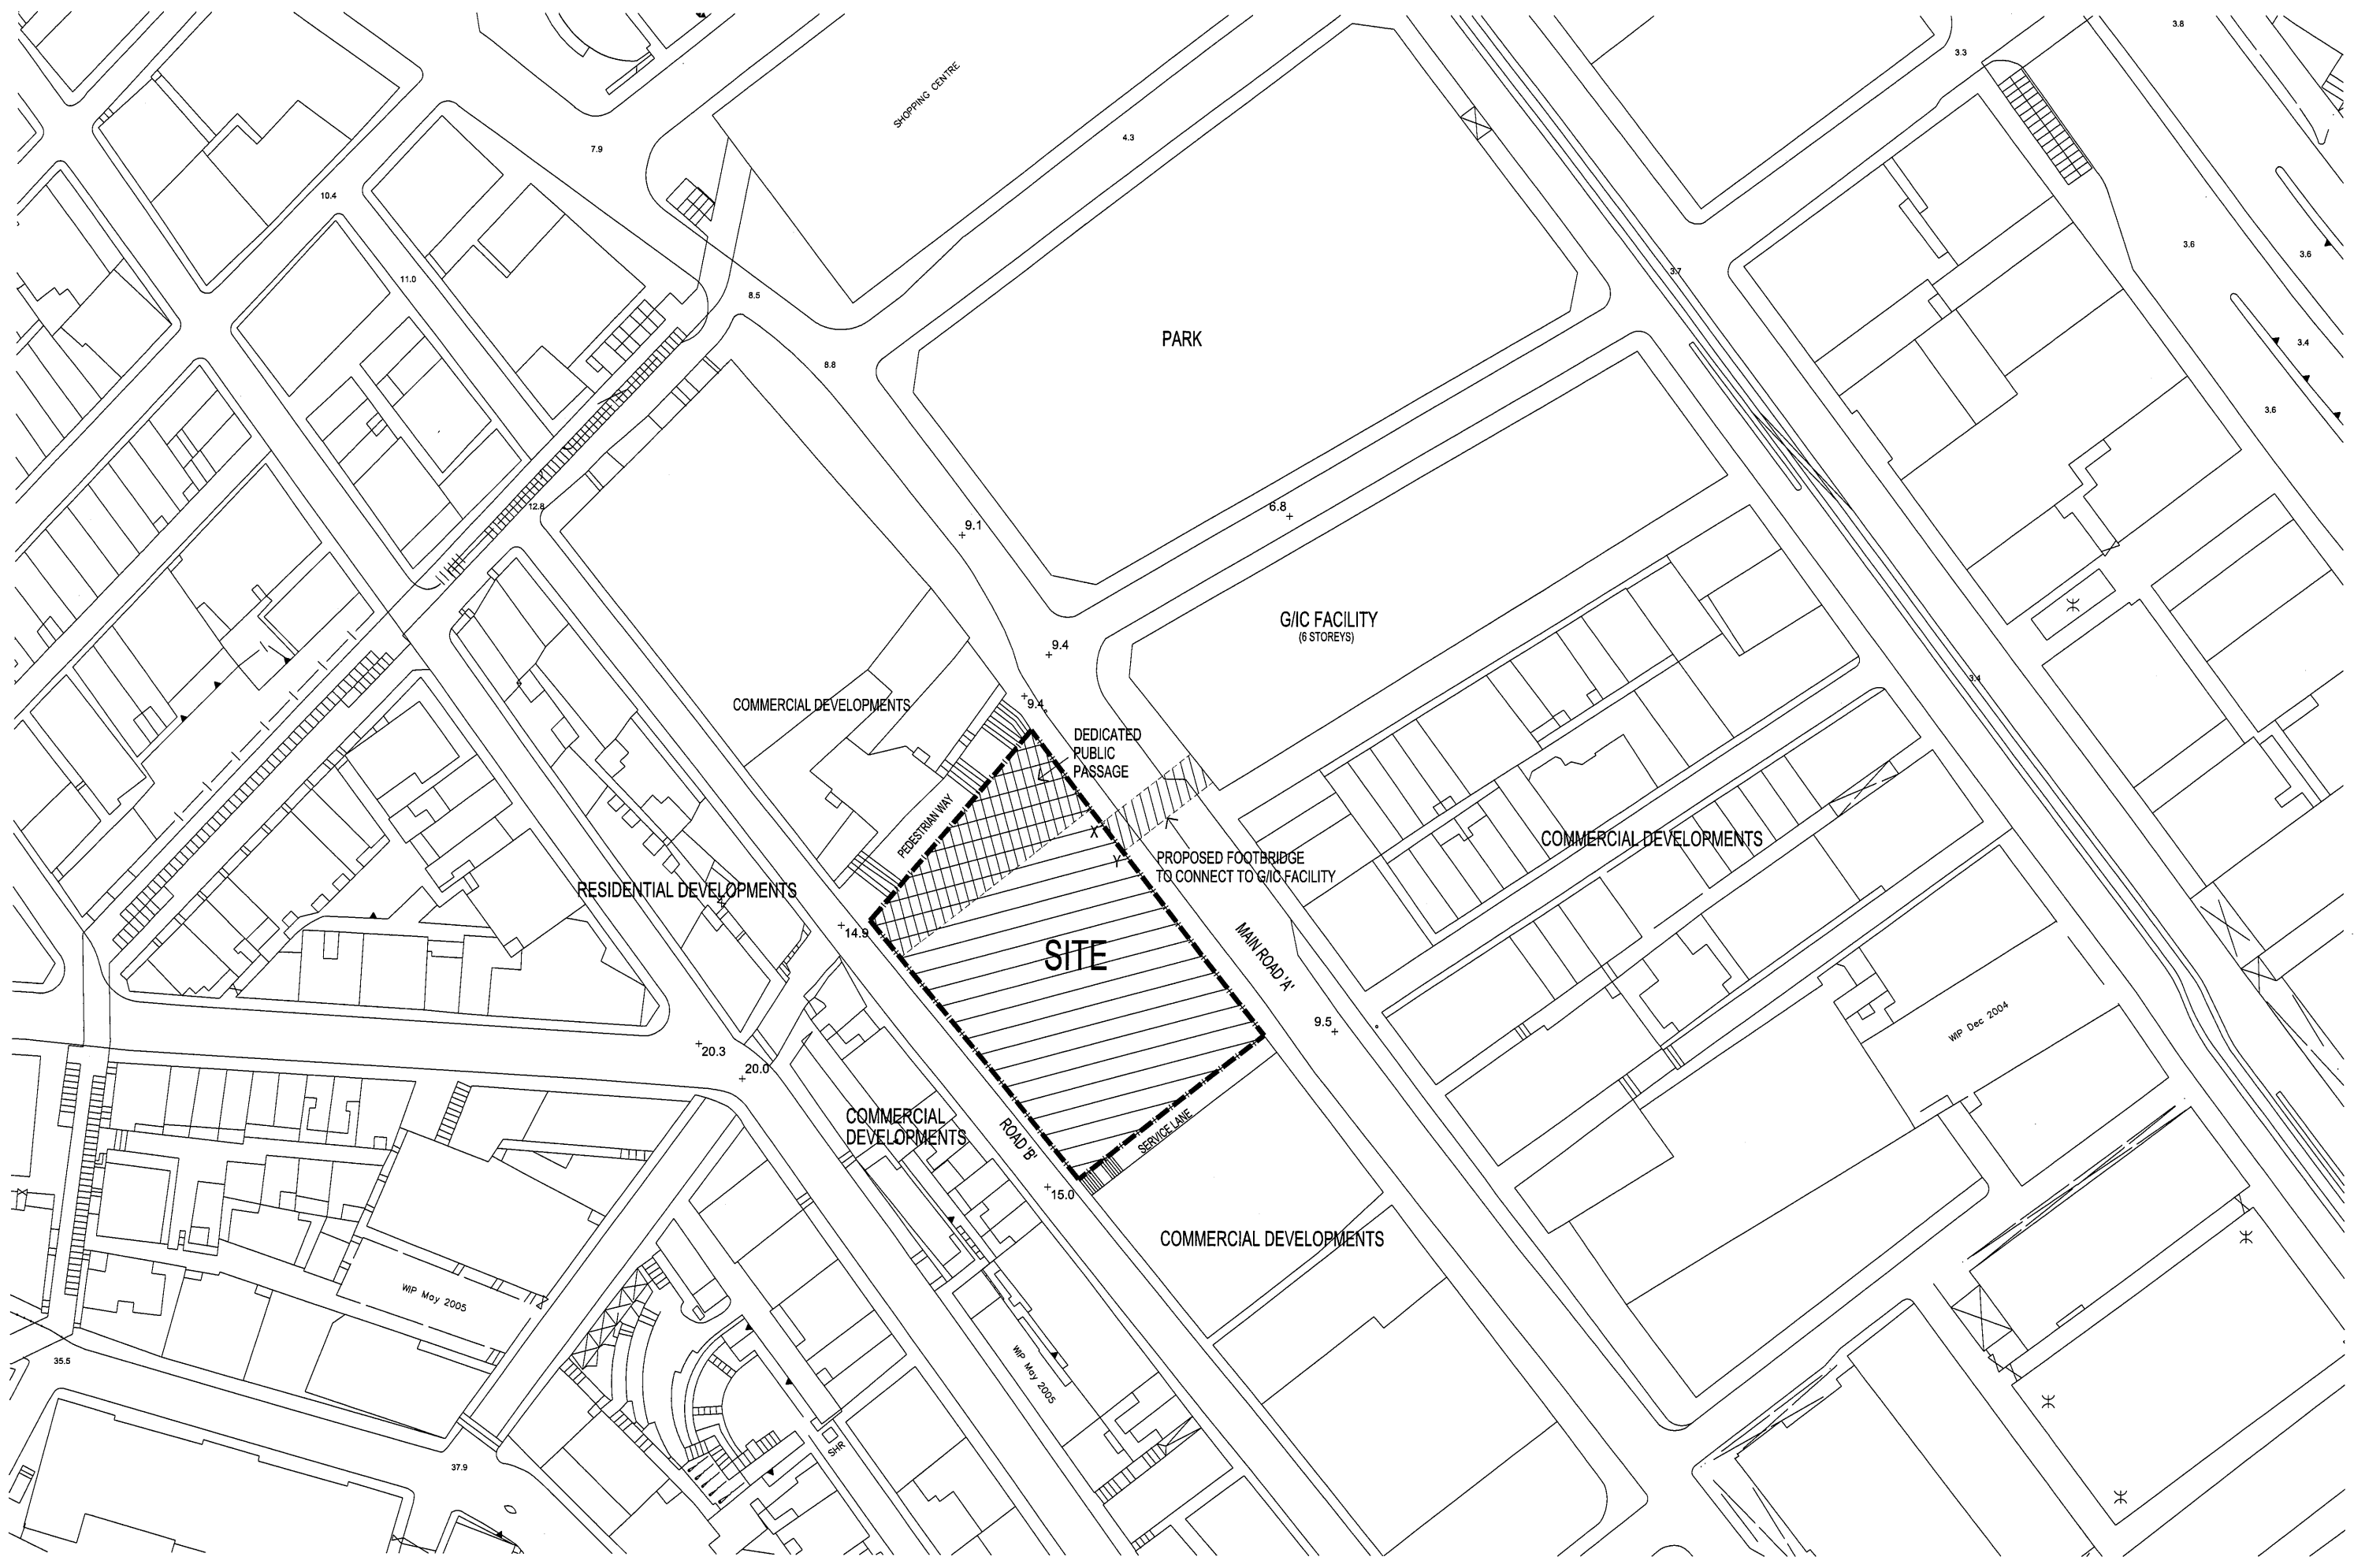 3.8
3.3
SHOPPING CENTRE
4.3
7.9
10.4
3.6
3.6
3.7
11.0
8.5
PARK
3.4
8.8
3.6
12.8
6.8
9.1
G/IC FACILITY
(6 STOREYS)
9.4
3.4
9.4
COMMERCIAL DEVELOPMENTS
DEDICATED
PUBLIC
PASSAGE
PEDESTRIAN WAY
X
COMMERCIAL DEVELOPMENTS
Y
PROPOSED FOOTBRIDGE
TO CONNECT TO G/IC FACILITY
RESIDENTIAL DEVELOPMENTS
14.9
SITE
MAIN ROAD 'A'
9.5
WIP Dec 2004
20.3
20.0
COMMERCIAL
DEVELOPMENTS
ROAD 'B'
SERVICE LANE
15.0
COMMERCIAL DEVELOPMENTS
WIP May 2005
35.5
WIP May 2005
SHR
37.9